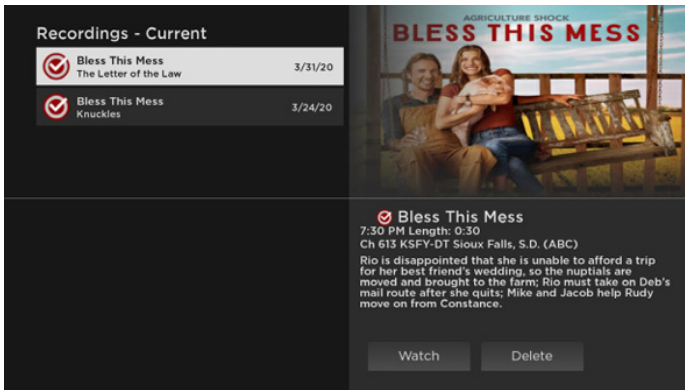 Recordings - Current
Bless This Mess
The Letter of the Law
3/31/20
Bless This Mess
Knuckles
3/24/20
AGRICULTURE SHOCK
BLESS THIS MESS
Bless This Mess
7:30 PM Length: 0:30
Ch 613 KSFY-DT Sioux Falls, S.D. (ABC)
Rio is disappointed that she is unable to afford a trip
for her best friend's wedding, so the nuptials are
moved and brought to the farm; Rio must take on Deb's
mail route after she quits; Mike and Jacob help Rudy
move on from Constance.
Watch
Delete